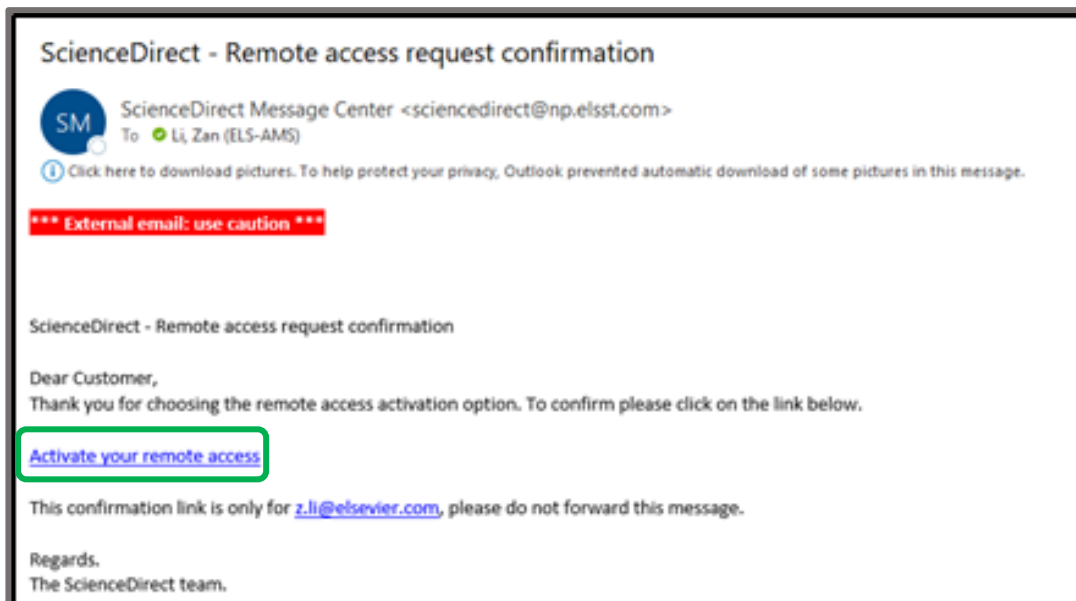 ScienceDirect - Remote access request confirmation
SM
ScienceDirect Message Center <sciencedirect@np.elsst.com>
To Li, Zan (ELS-AMS)
Click here to download pictures. To help protect your privacy, Outlook prevented automatic download of some pictures in this message.
*** External email: use caution ***
ScienceDirect - Remote access request confirmation
Dear Customer,
Thank you for choosing the remote access activation option. To confirm please click on the link below.
Activate your remote access
This confirmation link is only for z.li@elsevier.com, please do not forward this message.
Regards.
The ScienceDirect team.